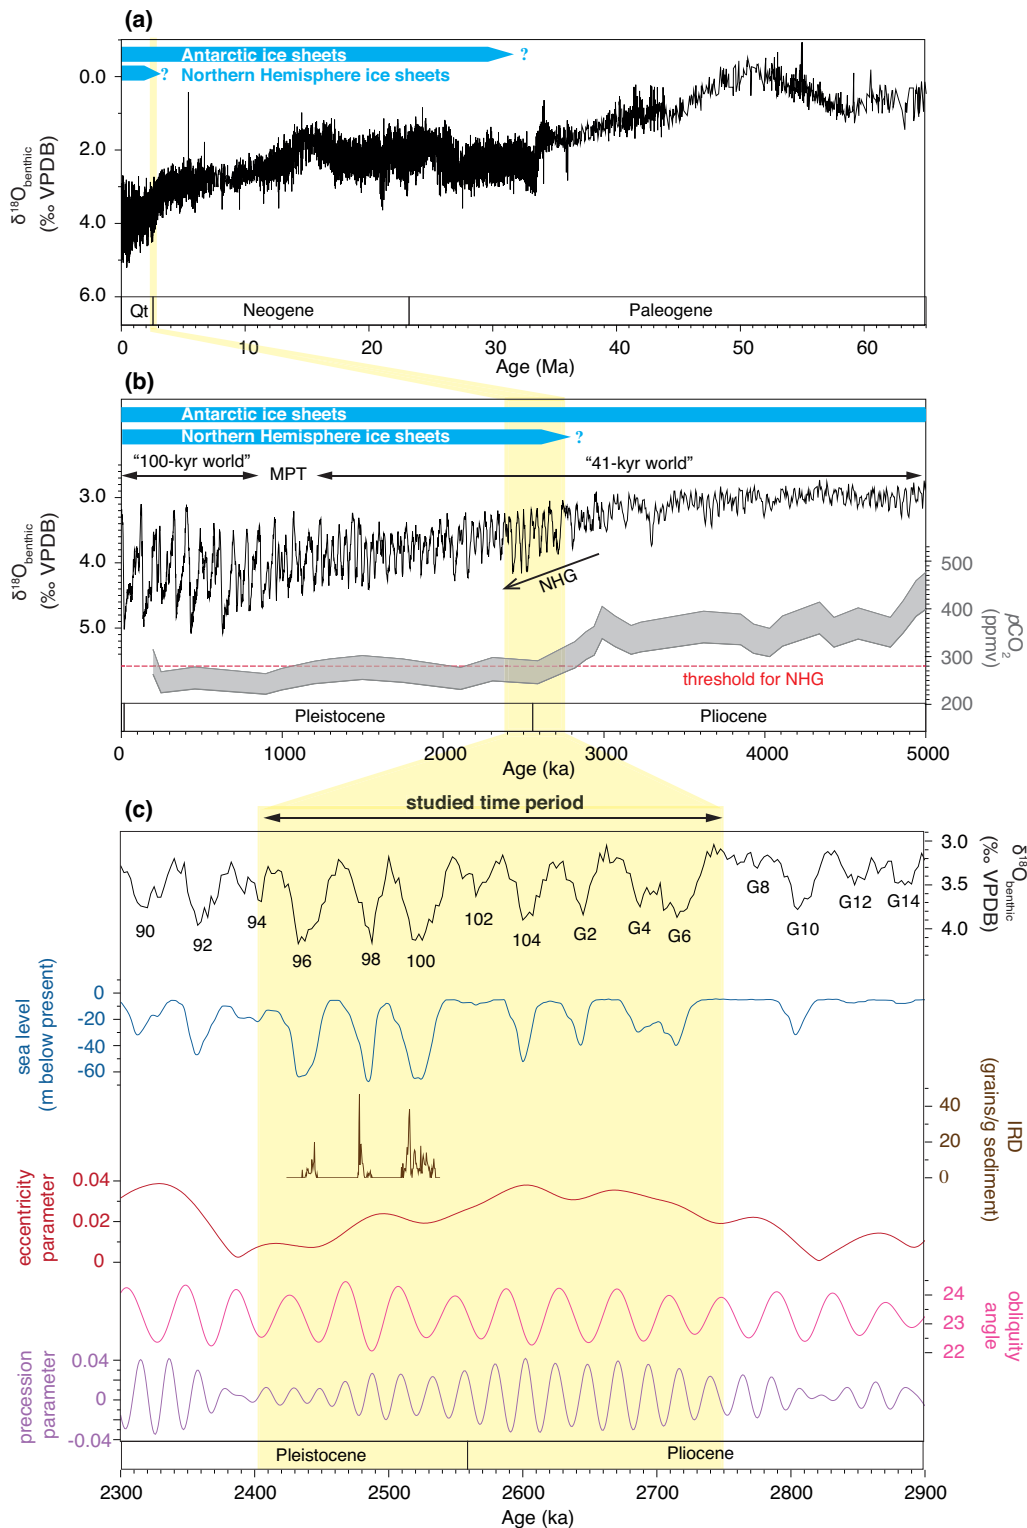 (a)
Antarctic ice sheets ?
? Northern Hemisphere ice sheets
0.0
2.0
4.0
6.0
δ18Obenthic
(‰ VPDB)
Qt Neogene Paleogene
0 10 20 30 40 50 60
Age (Ma)
(b)
Antarctic ice sheets
Northern Hemisphere ice sheets ?
"100-kyr world" MPT "41-kyr world"
3.0
4.0
5.0
δ18Obenthic
(‰ VPDB)
NHG
500
400
300
200
pCO2
(ppmv)
threshold for NHG
Pleistocene Pliocene
0 1000 2000 3000 4000 5000
Age (ka)
(c)
studied time period
3.0
3.5
4.0
δ18Obenthic
(‰ VPDB)
90 92 94 96 98 100 102 104 G2 G4 G6 G8 G10 G12 G14
0
-20
-40
-60
sea level
(m below present)
40
20
0
IRD
(grains/g sediment)
0.04
0.02
0
eccentricity
parameter
24
23
22
obliquity
angle
0.04
0
-0.04
precession
parameter
Pleistocene Pliocene
2300 2400 2500 2600 2700 2800 2900
Age (ka)